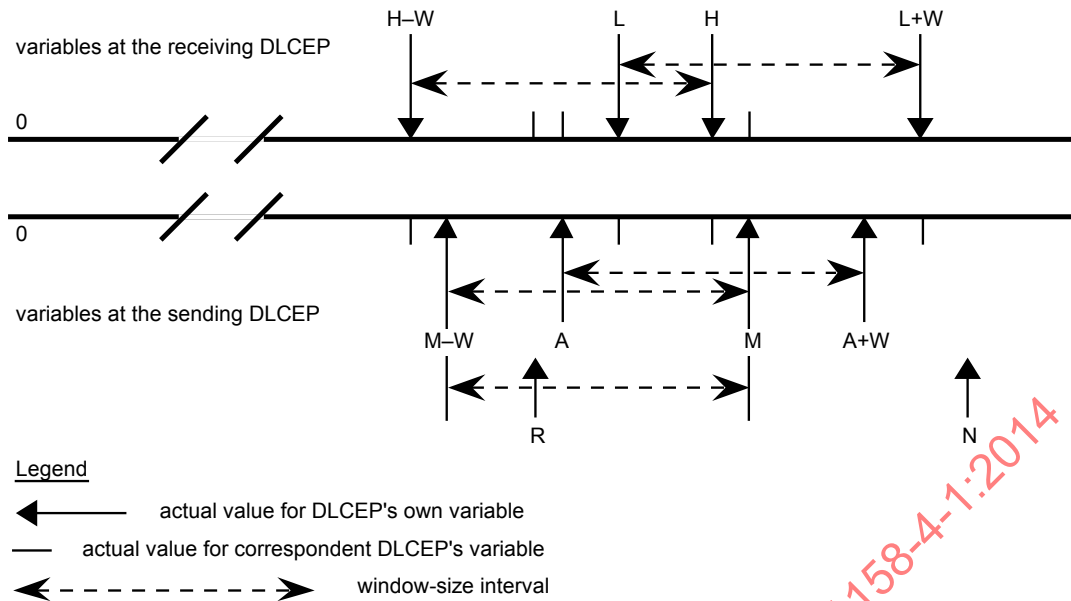 H–W L H L+W
variables at the receiving DLCEP
0
0
variables at the sending DLCEP
M–W A M A+W
R N
Legend
actual value for DLCEP's own variable
actual value for correspondent DLCEP's variable
window-size interval
158-4-1:2014